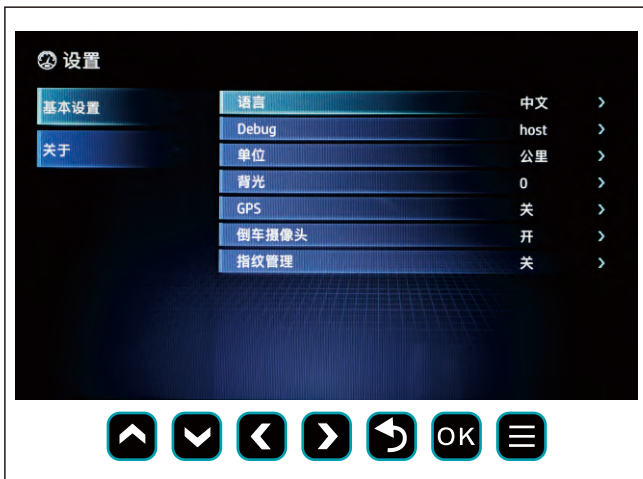 设置
基本设置
关于
语言 中文
Debug host
单位 公里
背光 0
GPS 关
倒车摄像头 开
指纹管理 关
OK